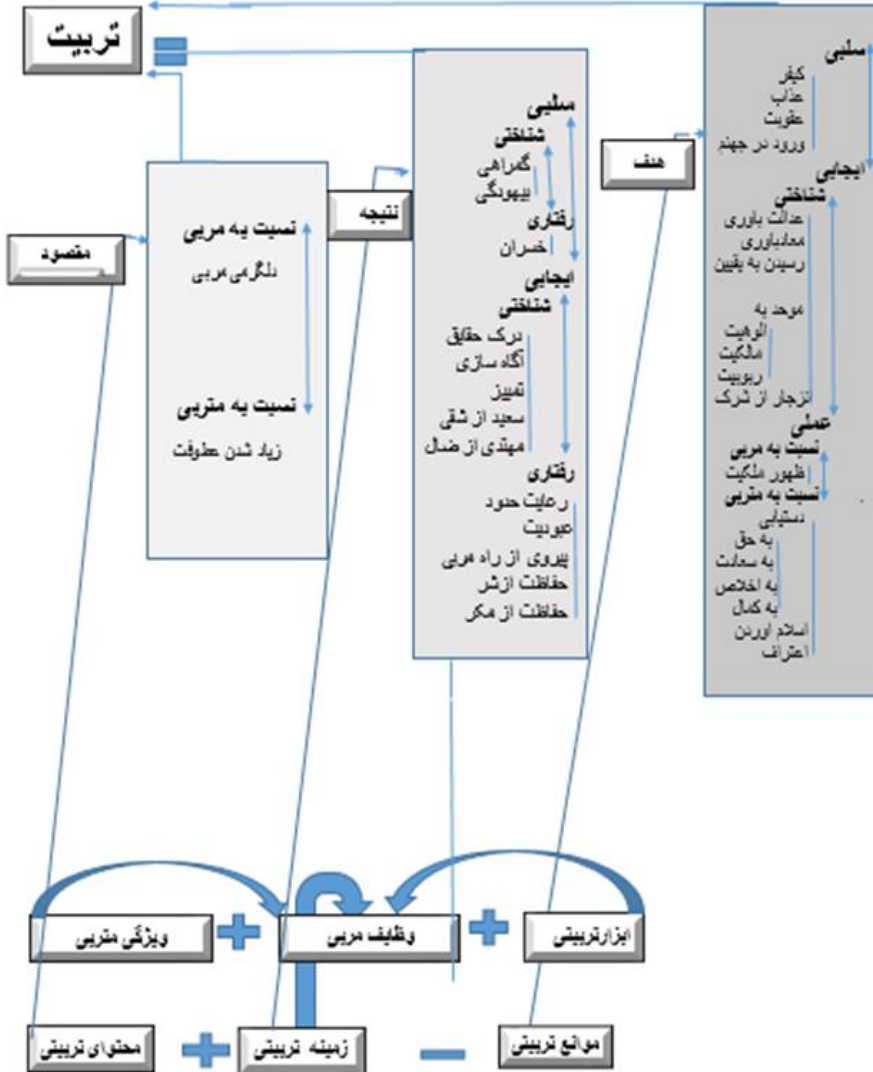 تربیت
سلبی
کیفر
عذاب
عقوبت
ورود در جهنم
ایجابی
شناختی
عدالت باوری
معادباوری
رسیدن به یقین
موحد به
الوهیت
مالکیت
ربوبیت
انزجار از شرک
عملی
نسبت به مربی
ظهور ملکیت
نسبت به متربی
دستیابی
به حق
به سعادت
به اخلاص
به کمال
اسلام اوردن
اعتراف
هدف
سلبی
شناختی
گمراهی
بیهودگی
رفتاری
خسران
ایجابی
شناختی
درک حقایق
آگاه سازی
تمییز
سعید از شقی
مهتدی از ضال
رفتاری
رعایت حدود
عبودیت
پیروی از راه مربی
حفاظت ازشر
حفاظت از مکر
نتیجه
نسبت به مربی
دلگرمی مربی
نسبت به متربی
زیاد شدن عطوفت
مقصود
ابزارتربیتی + وظایف مربی + ویژگی متربی
موانع تربیتی - زمینه تربیتی + محتوای تربیتی